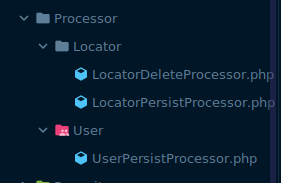 Processor
Locator
LocatorDeleteProcessor.php
LocatorPersistProcessor.php
User
UserPersistProcessor.php